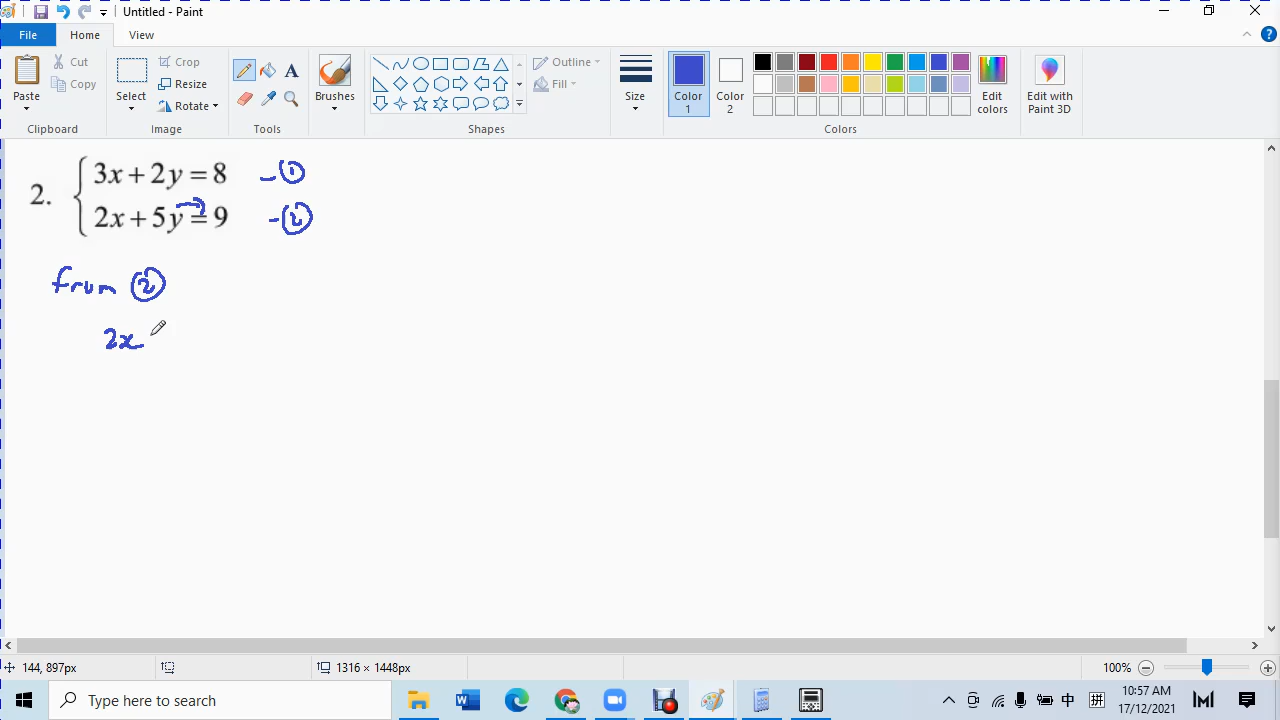 Untitled - Paint
File Home View
Paste Cut Copy Clipboard
Select Crop Resize Rotate Image
Tools
Brushes
Outline Fill Shapes
Size
Color 1 Color 2 Edit colors Colors
Edit with Paint 3D
2. 3x + 2y = 8 - ①
2x + 5y = 9 - ②
from ②
2x
144, 897px 1316 × 1448px 100%
Type here to search
中 拼 10:57 AM
17/12/2021